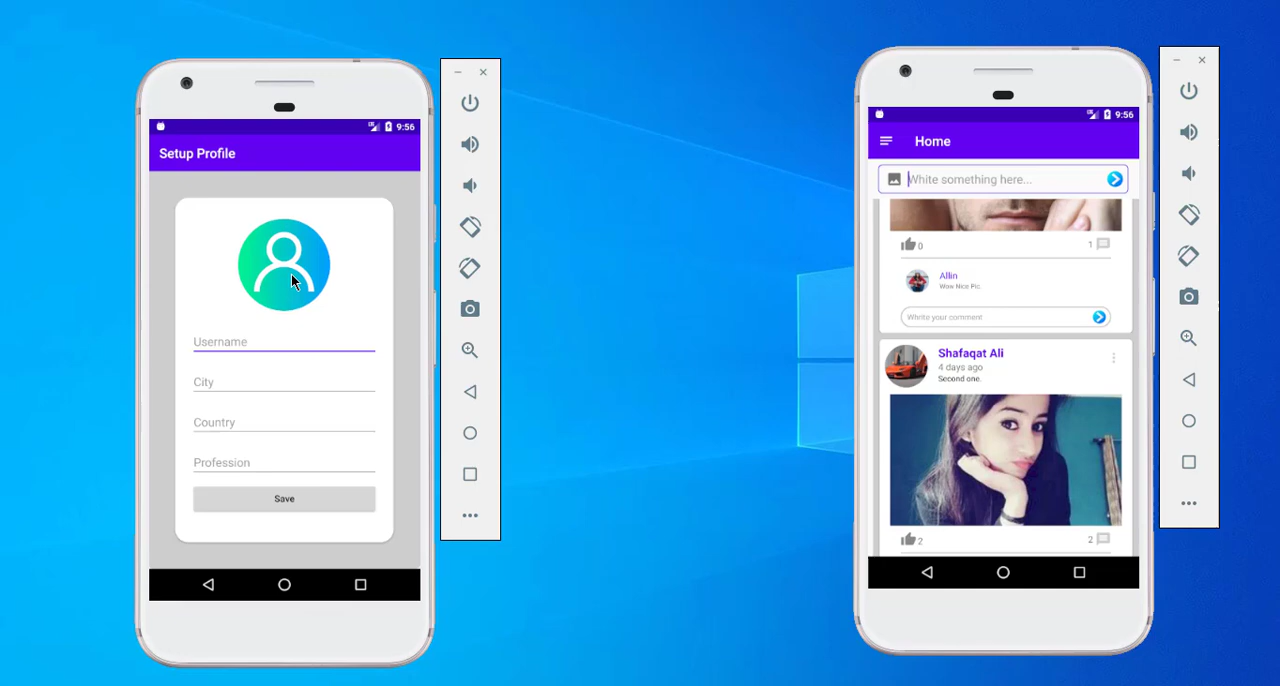 9:56
Setup Profile
Username
City
Country
Profession
Save
9:56
Home
White something here...
0
1
Allin
Wow Nice Pic
Whrite your comment
Shafaqat Ali
4 days ago
Second one.
2
2